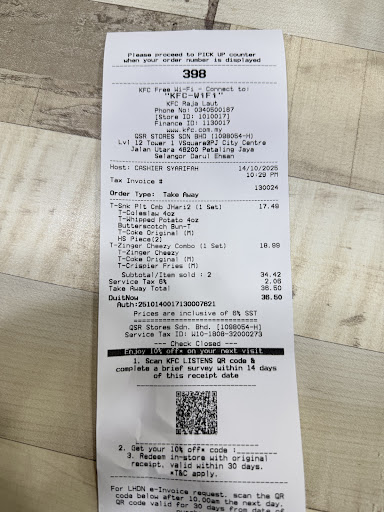 Please proceed to PICK UP counter
when your order number is displayed
398
KFC Free Wi-Fi - Connect to:
"KFC-WiFi"
KFC Raja Laut
Phone No: 0340500187
[Store ID: 1010017]
Finance ID: 1130017
www.kfc.com.my
QSR STORES SDN BHD [1098054-H]
Lvl 12 Tower 1 VSquare@PJ City Centre
Jalan Utara 46200 Petaling Jaya
Selangor Darul Ehsan
Host: CASHIER SYARIFAH 14/10/2025
10:29 PM
Tax Invoice #
130024
Order Type: Take Away
T-Snk Plt Cmb JHari2 (1 Set) 17.49
T-Coleslaw 4oz
T-Whipped Potato 4oz
Butterscotch Bun-T
T-Coke Original (M)
HS Piece(2)
T-Zinger Cheezy Combo (1 Set) 18.99
T-Zinger Cheezy
T-Coke Original (M)
T-Crispier Fries (M)
Subtotal/Item sold : 2 34.42
Service Tax 6% 2.06
Take Away Total 36.50
DuitNow 36.50
Auth:2510140017130007621
Prices are inclusive of 6% SST
QSR Stores Sdn. Bhd. [1098054-H]
Sarvice Tax ID: W10-1808-32000273
--- Check Closed ---
Enjoy 10% off* on your next visit
1. Scan KFC LISTENS QR code &
complete a brief survey within 14 days
of this receipt date
2. Get your 10% off* code :
3. Redeem in-store with original
receipt, valid within 30 days.
*T&C apply.
For LHDN e-Invoice request, scan the QR
code below after 10.00am the next day.
QR code valid for 30 days from date of